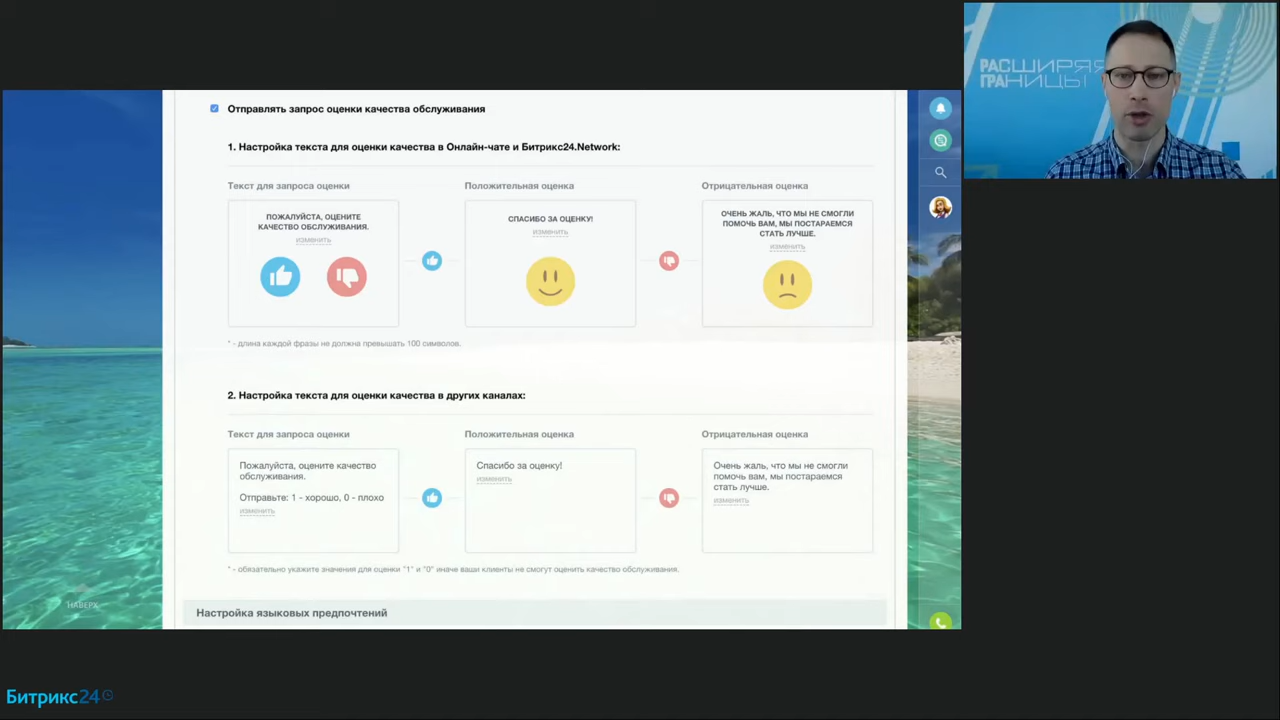 РАСШИРЯЯ
ГРАНИЦЫ
Отправлять запрос оценки качества обслуживания
1. Настройка текста для оценки качества в Онлайн-чате и Битрикс24.Network:
Текст для запроса оценки
Положительная оценка
Отрицательная оценка
ПОЖАЛУЙСТА, ОЦЕНИТЕ
КАЧЕСТВО ОБСЛУЖИВАНИЯ.
изменить
СПАСИБО ЗА ОЦЕНКУ!
изменить
ОЧЕНЬ ЖАЛЬ, ЧТО МЫ НЕ СМОГЛИ
ПОМОЧЬ ВАМ, МЫ ПОСТАРАЕМСЯ
СТАТЬ ЛУЧШЕ.
изменить
* - длина каждой фразы не должна превышать 100 символов.
2. Настройка текста для оценки качества в других каналах:
Текст для запроса оценки
Положительная оценка
Отрицательная оценка
Пожалуйста, оцените качество
обслуживания.
Отправьте: 1 - хорошо, 0 - плохо
изменить
Спасибо за оценку!
изменить
Очень жаль, что мы не смогли
помочь вам, мы постараемся
стать лучше.
изменить
* - обязательно укажите значения для оценки "1" и "0" иначе ваши клиенты не смогут оценить качество обслуживания.
НАВЕРХ
Настройка языковых предпочтений
Битрикс24